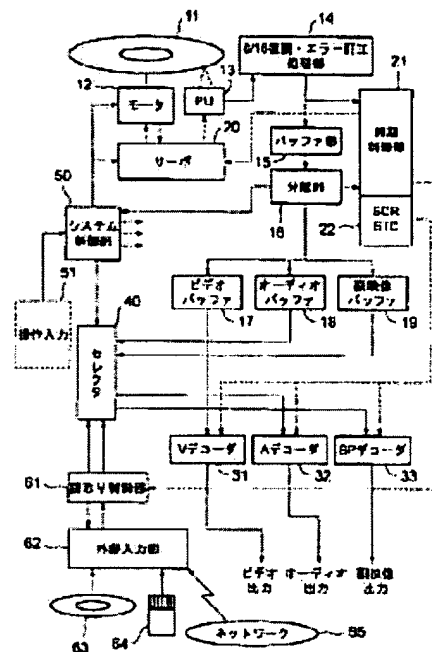 11
14
21
8/16復調・エラー訂正
処理部
12
13
モータ
PU
20
サーボ
バッファ部
15
同期
制御部
50
分離部
16
22
SCR
STC
システム
制御部
51
操作入力
40
ビデオ
バッファ
17
オーディオ
バッファ
18
副映像
バッファ
19
セレクタ
Vデコーダ
31
Aデコーダ
32
SPデコーダ
33
61
62
外部入力部
ビデオ
出力
オーディオ
出力
副映像
出力
63
64
ネットワーク
65